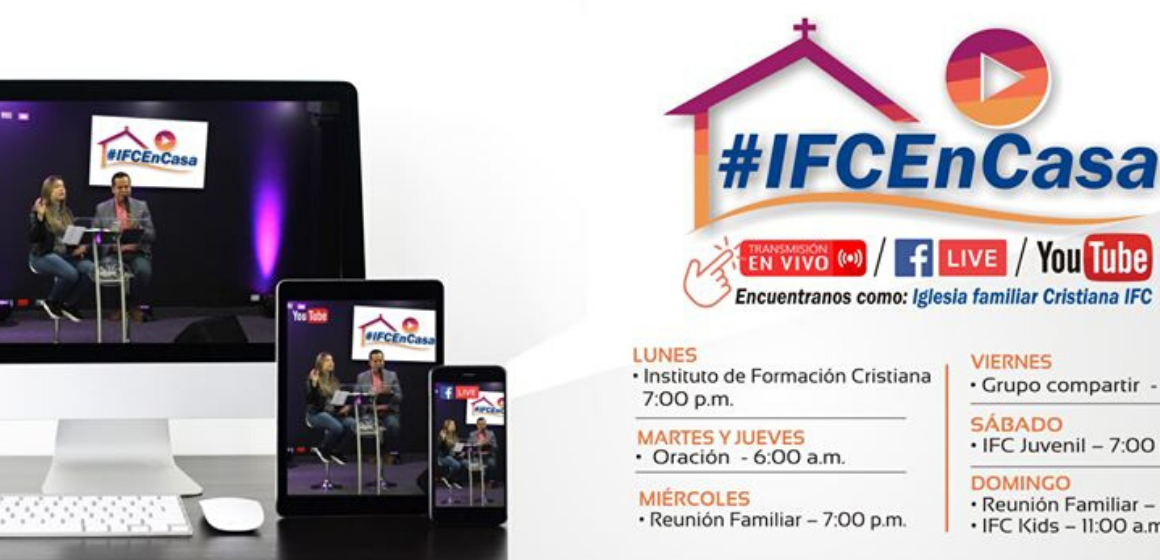 #IFCEnCasa
#IFCEnCasa
TRANSMISIÓN
EN VIVO
/ f LIVE / YouTube
Encuentranos como: Iglesia familiar Cristiana IFC
YouTube
#IFCEnCasa
f LIVE
LUNES
• Instituto de Formación Cristiana
7:00 p.m.
MARTES Y JUEVES
• Oración - 6:00 a.m.
MIÉRCOLES
• Reunión Familiar – 7:00 p.m.
VIERNES
• Grupo compartir -
SÁBADO
• IFC Juvenil – 7:00
DOMINGO
• Reunión Familiar –
• IFC Kids – 11:00 a.m